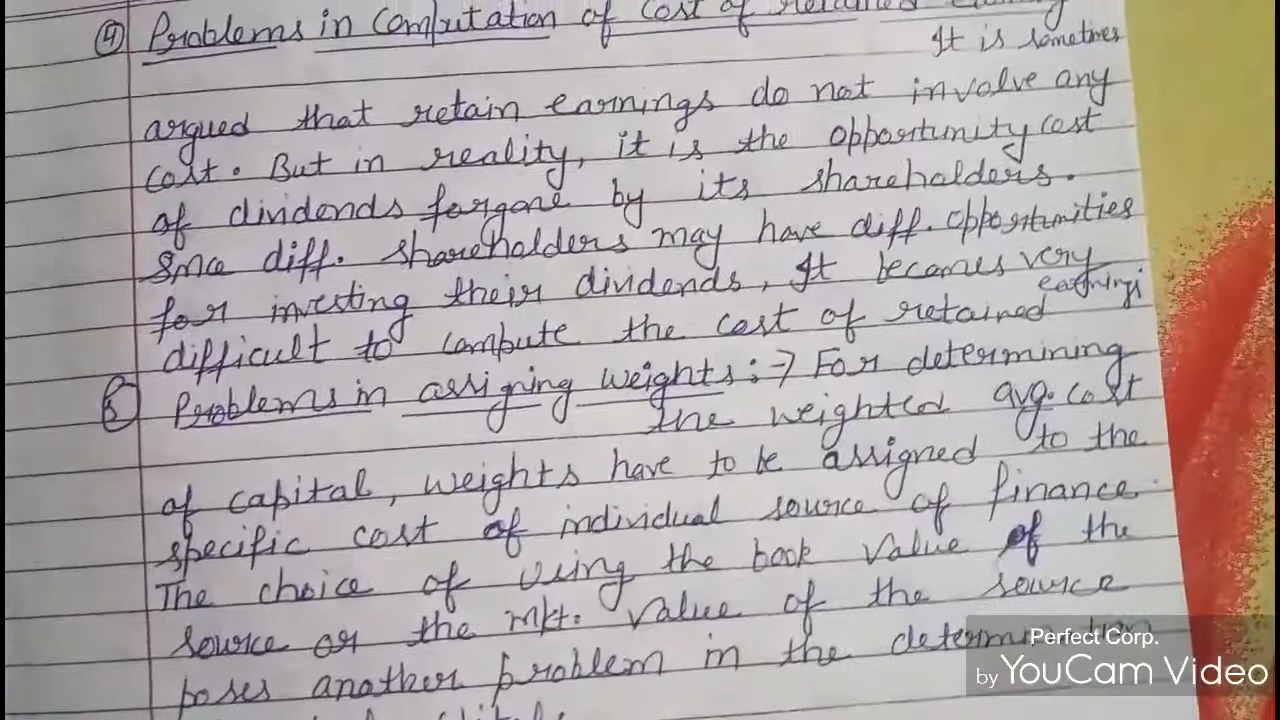 ④ Problems in Computation of Cost of retained
It is sometimes
argued that retain earnings do not involve any
cost. But in reality, it is the opportunity cost
of dividends forgone by its shareholders.
Since diff. shareholders may have diff. opportunities
for investing their dividends, It becomes very
difficult to compute the cost of retained earnings
⑤ Problems in assigning weights :→ For determining
the weighted avg. cost
of capital, weights have to be assigned to the
specific cost of individual source of finance.
The choice of using the book value of the
source or the mkt. value of the source
poses another problem in the determination
Perfect Corp.
by YouCam Video